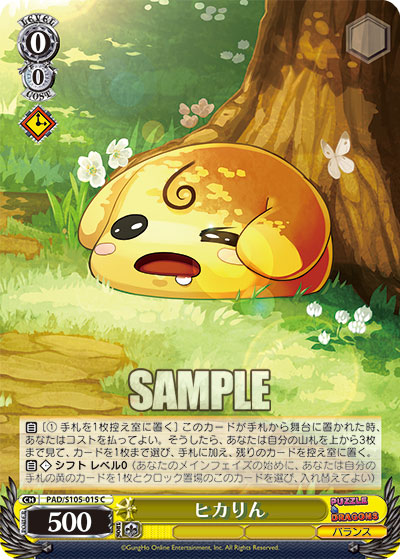 LEVEL
0
0
COST
SAMPLE
自 [① 手札を1枚控え室に置く] このカードが手札から舞台に置かれた時、
あなたはコストを払ってよい。そうしたら、あなたは自分の山札を上から3枚
まで見て、カードを1枚まで選び、手札に加え、残りのカードを控え室に置く。
自 シフト レベル0 (あなたのメインフェイズの始めに、あなたは自分の
手札の黄のカードを1枚とクロック置場のこのカードを選び、入れ替えてよい)
CH PAD/S105-015 C
POWER
500
SOUL
ヒカりん
PUZZLE
& DRAGONS
バランス
©GungHo Online Entertainment, Inc. All Rights Reserved.